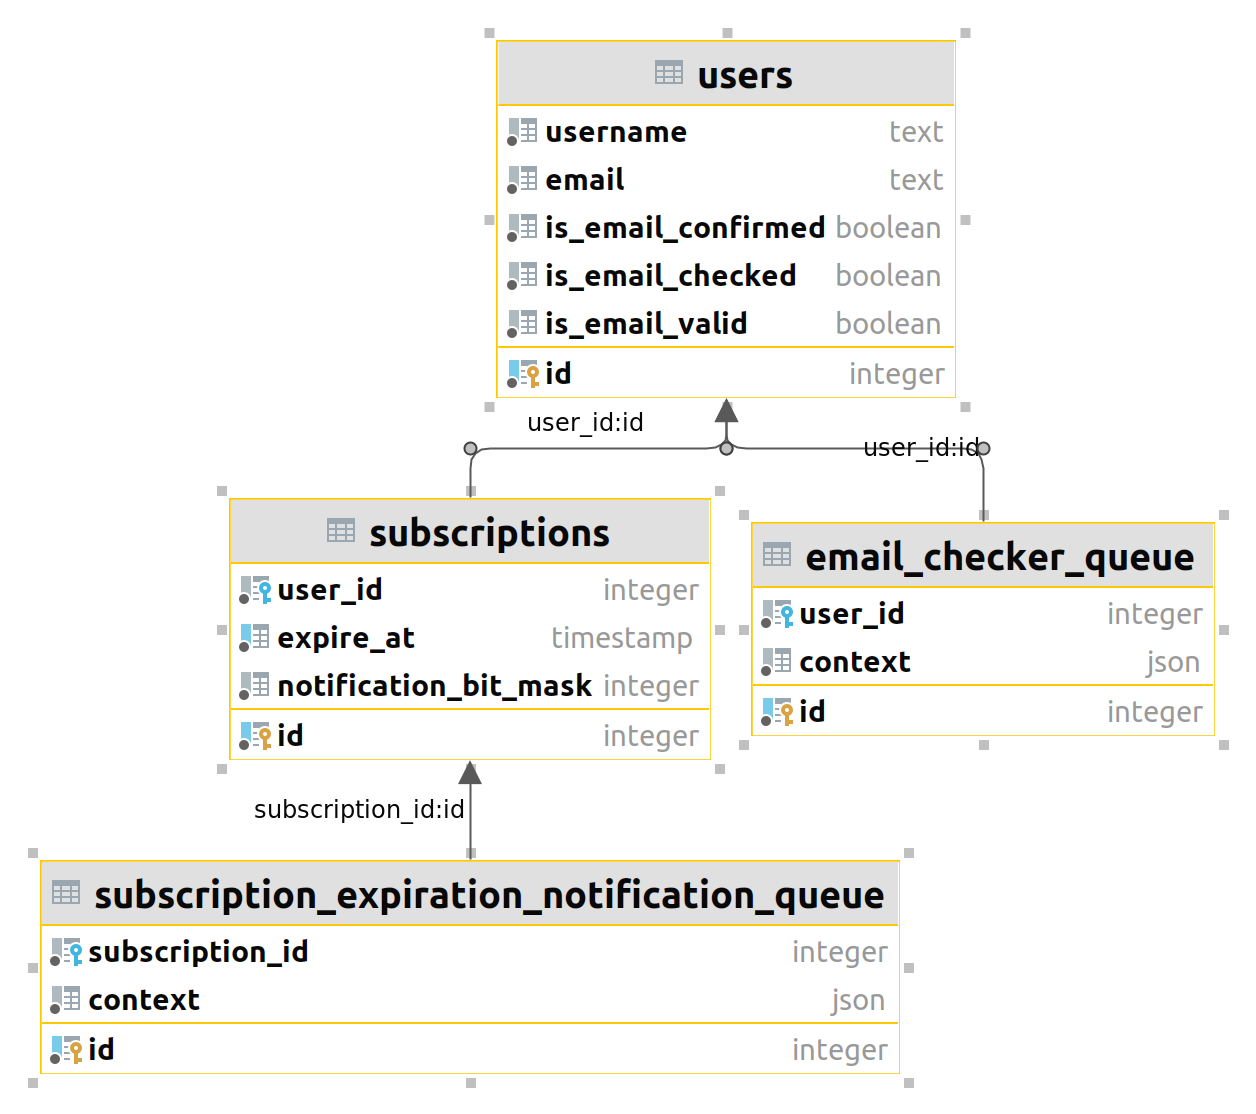 users
username text
email text
is_email_confirmed boolean
is_email_checked boolean
is_email_valid boolean
id integer
user_id:id
user_id:id
subscriptions
user_id integer
expire_at timestamp
notification_bit_mask integer
id integer
email_checker_queue
user_id integer
context json
id integer
subscription_id:id
subscription_expiration_notification_queue
subscription_id integer
context json
id integer